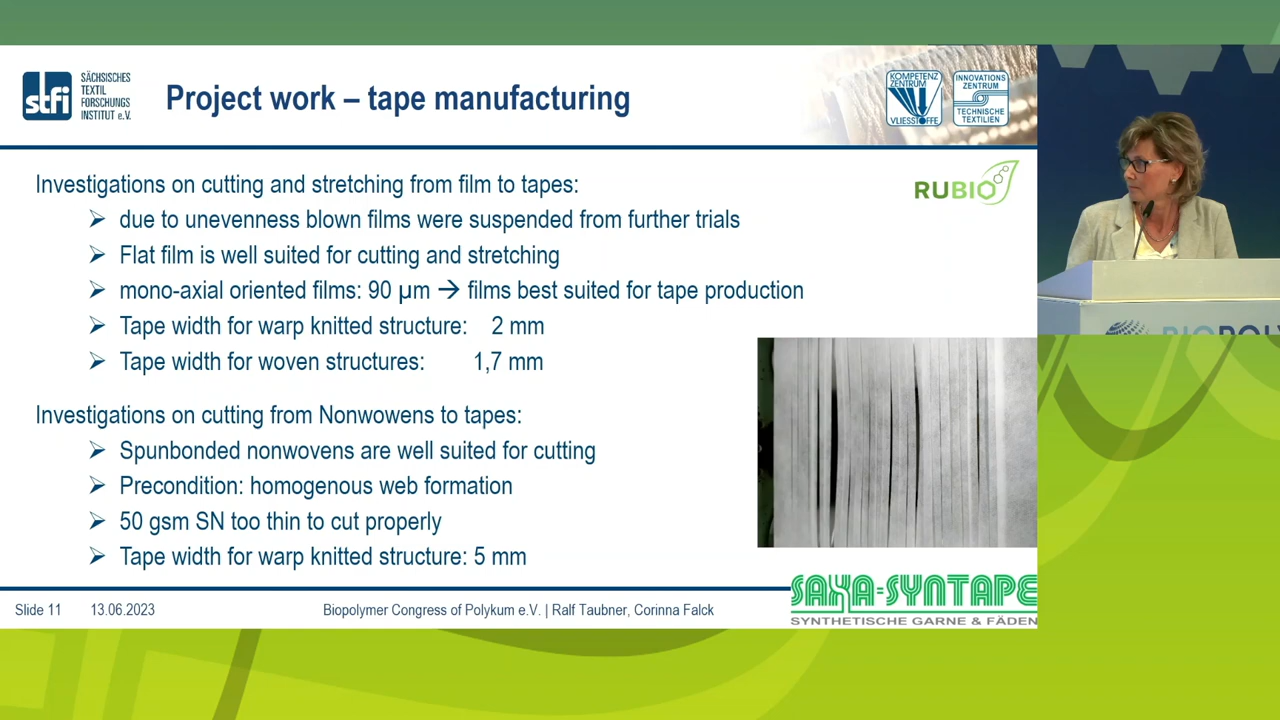 stfi
SÄCHSISCHES
TEXTIL
FORSCHUNGS
INSTITUT e.V.
Project work – tape manufacturing
KOMPETENZ
ZENTRUM
VLIESSTOFFE
INNOVATIONS
ZENTRUM
TECHNISCHE
TEXTILIEN
RUBIO
Investigations on cutting and stretching from film to tapes:
➢ due to unevenness blown films were suspended from further trials
➢ Flat film is well suited for cutting and stretching
➢ mono-axial oriented films: 90 µm → films best suited for tape production
➢ Tape width for warp knitted structure: 2 mm
➢ Tape width for woven structures: 1,7 mm
Investigations on cutting from Nonwowens to tapes:
➢ Spunbonded nonwovens are well suited for cutting
➢ Precondition: homogenous web formation
➢ 50 gsm SN too thin to cut properly
➢ Tape width for warp knitted structure: 5 mm
SAXA=SYNTAPE
SYNTHETISCHE GARNE & FÄDEN
Slide 11 13.06.2023 Biopolymer Congress of Polykum e.V. | Ralf Taubner, Corinna Falck